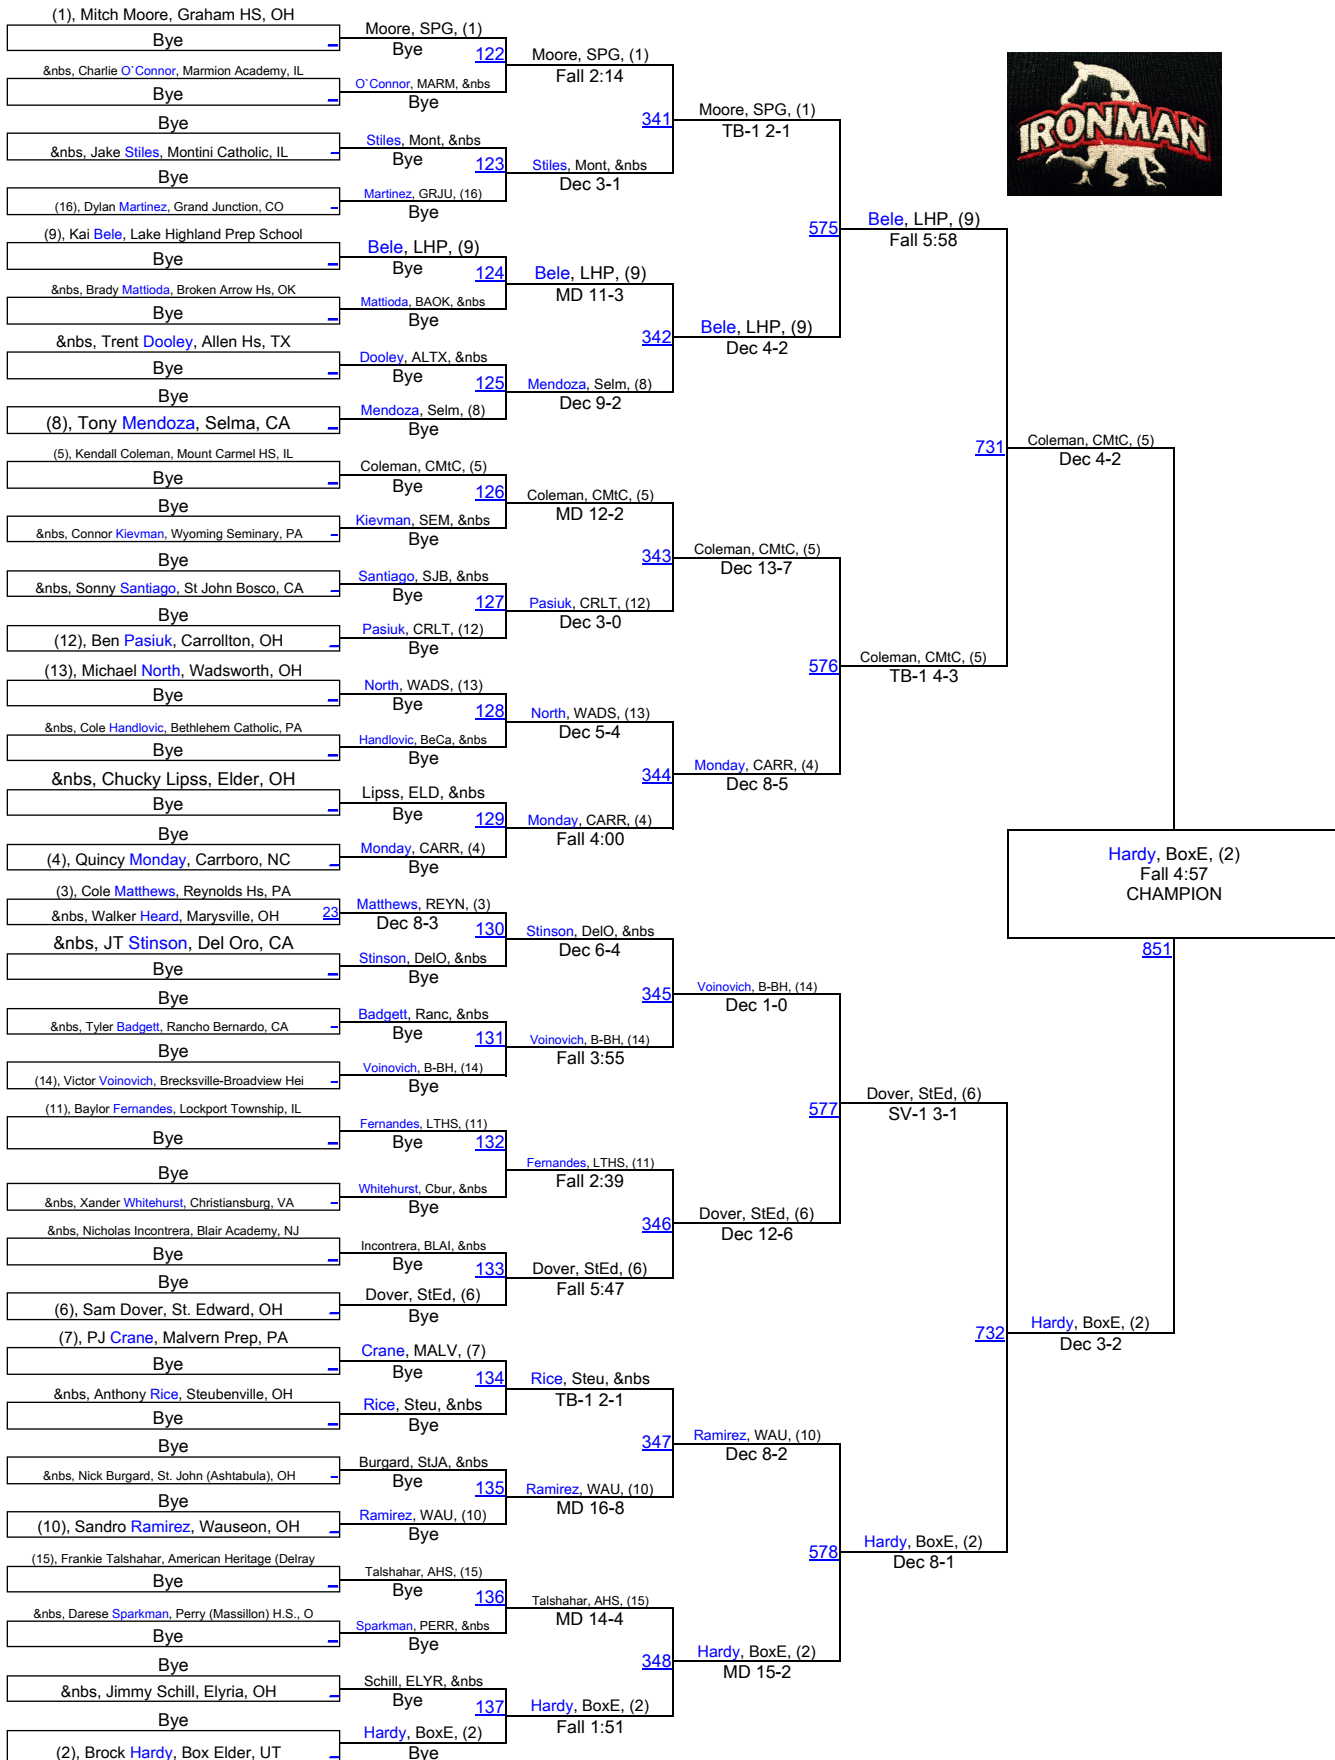 (1), Mitch Moore, Graham HS, OH
Bye
&nbs, Charlie O`Connor, Marmion Academy, IL
Bye
Bye
&nbs, Jake Stiles, Montini Catholic, IL
Bye
(16), Dylan Martinez, Grand Junction, CO
(9), Kai Bele, Lake Highland Prep School
Bye
&nbs, Brady Mattioda, Broken Arrow Hs, OK
Bye
&nbs, Trent Dooley, Allen Hs, TX
Bye
Bye
(8), Tony Mendoza, Selma, CA
(5), Kendall Coleman, Mount Carmel HS, IL
Bye
Bye
&nbs, Connor Kievman, Wyoming Seminary, PA
Bye
&nbs, Sonny Santiago, St John Bosco, CA
Bye
(12), Ben Pasiuk, Carrollton, OH
(13), Michael North, Wadsworth, OH
Bye
&nbs, Cole Handlovic, Bethlehem Catholic, PA
Bye
&nbs, Chucky Lipss, Elder, OH
Bye
Bye
(4), Quincy Monday, Carrboro, NC
(3), Cole Matthews, Reynolds Hs, PA
&nbs, Walker Heard, Marysville, OH
23
&nbs, JT Stinson, Del Oro, CA
Bye
Bye
&nbs, Tyler Badgett, Rancho Bernardo, CA
Bye
(14), Victor Voinovich, Brecksville-Broadview Hei
(11), Baylor Fernandes, Lockport Township, IL
Bye
Bye
&nbs, Xander Whitehurst, Christiansburg, VA
&nbs, Nicholas Incontrera, Blair Academy, NJ
Bye
Bye
(6), Sam Dover, St. Edward, OH
(7), PJ Crane, Malvern Prep, PA
Bye
&nbs, Anthony Rice, Steubenville, OH
Bye
Bye
&nbs, Nick Burgard, St. John (Ashtabula), OH
Bye
(10), Sandro Ramirez, Wauseon, OH
(15), Frankie Talshahar, American Heritage (Delray
Bye
&nbs, Darese Sparkman, Perry (Massillon) H.S., O
Bye
Bye
&nbs, Jimmy Schill, Elyria, OH
Bye
(2), Brock Hardy, Box Elder, UT
Moore, SPG, (1)
Bye
122
O`Connor, MARM, &nbs
Bye
Stiles, Mont, &nbs
Bye
123
Martinez, GRJU, (16)
Bye
Bele, LHP, (9)
Bye
124
Mattioda, BAOK, &nbs
Bye
Dooley, ALTX, &nbs
Bye
125
Mendoza, Selm, (8)
Bye
Coleman, CMtC, (5)
Bye
126
Kievman, SEM, &nbs
Bye
Santiago, SJB, &nbs
Bye
127
Pasiuk, CRLT, (12)
Bye
North, WADS, (13)
Bye
128
Handlovic, BeCa, &nbs
Bye
Lipss, ELD, &nbs
Bye
129
Monday, CARR, (4)
Bye
Matthews, REYN, (3)
Dec 8-3
130
Stinson, DelO, &nbs
Bye
Badgett, Ranc, &nbs
Bye
131
Voinovich, B-BH, (14)
Bye
Fernandes, LTHS, (11)
Bye
132
Whitehurst, Cbur, &nbs
Bye
Incontrera, BLAI, &nbs
Bye
133
Dover, StEd, (6)
Bye
Crane, MALV, (7)
Bye
134
Rice, Steu, &nbs
Bye
Burgard, StJA, &nbs
Bye
135
Ramirez, WAU, (10)
Bye
Talshahar, AHS, (15)
Bye
136
Sparkman, PERR, &nbs
Bye
Schill, ELYR, &nbs
Bye
137
Hardy, BoxE, (2)
Bye
Moore, SPG, (1)
Fall 2:14
341
Stiles, Mont, &nbs
Dec 3-1
Bele, LHP, (9)
MD 11-3
342
Mendoza, Selm, (8)
Dec 9-2
Coleman, CMtC, (5)
MD 12-2
343
Pasiuk, CRLT, (12)
Dec 3-0
North, WADS, (13)
Dec 5-4
344
Monday, CARR, (4)
Fall 4:00
Stinson, DelO, &nbs
Dec 6-4
345
Voinovich, B-BH, (14)
Fall 3:55
Fernandes, LTHS, (11)
Fall 2:39
346
Dover, StEd, (6)
Fall 5:47
Rice, Steu, &nbs
TB-1 2-1
347
Ramirez, WAU, (10)
MD 16-8
Talshahar, AHS, (15)
MD 14-4
348
Hardy, BoxE, (2)
Fall 1:51
Moore, SPG, (1)
TB-1 2-1
575
Bele, LHP, (9)
Dec 4-2
Coleman, CMtC, (5)
Dec 13-7
576
Monday, CARR, (4)
Dec 8-5
Voinovich, B-BH, (14)
Dec 1-0
577
Dover, StEd, (6)
Dec 12-6
Ramirez, WAU, (10)
Dec 8-2
578
Hardy, BoxE, (2)
MD 15-2
Bele, LHP, (9)
Fall 5:58
731
Coleman, CMtC, (5)
TB-1 4-3
Dover, StEd, (6)
SV-1 3-1
732
Hardy, BoxE, (2)
Dec 8-1
IRONMAN
Coleman, CMtC, (5)
Dec 4-2
Hardy, BoxE, (2)
Fall 4:57
CHAMPION
851
Hardy, BoxE, (2)
Dec 3-2